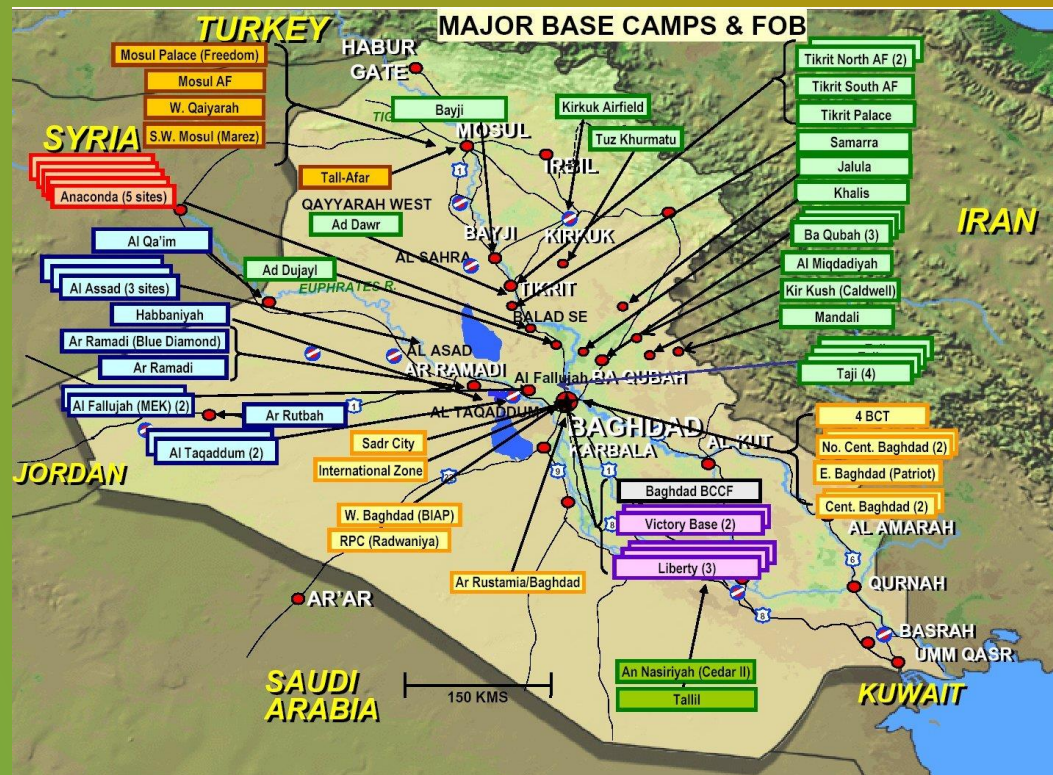 MAJOR BASE CAMPS & FOB
TURKEY
Mosul Palace (Freedom)
Mosul AF
W. Qaiyarah
S.W. Mosul (Marez)
HABUR
GATE
Tikrit North AF (2)
Tikrit South AF
Tikrit Palace
Samarra
Jalula
Khalis
Ba Qubah (3)
Al Miqdadiyah
Kir Kush (Caldwell)
Mandali
Taji (4)
Bayji
Kirkuk Airfield
Tuz Khurmatu
MOSUL
IRBIL
1
SYRIA
Anaconda (5 sites)
Tall-Afar
QAYYARAH WEST
Ad Dawr
BAYJI
KIRKUK
IRAN
AL SAHRA
Al Qa'im
Ad Dujayl
EUPHRATES R.
TIKRIT
Al Assad (3 sites)
BALAD SE
Habbaniyah
Ar Ramadi (Blue Diamond)
Ar Ramadi
AL ASAD
AR RAMADI
Al Fallujah
BA QUBAH
Al Fallujah (MEK) (2)
Ar Rutbah
1
AL TAQADDUM
Al Taqaddum (2)
BAGHDAD
KARBALA
AL KUT
4 BCT
No. Cent. Baghdad (2)
E. Baghdad (Patriot)
Cent. Baghdad (2)
JORDAN
Sadr City
International Zone
9
1
8
Baghdad BCCF
Victory Base (2)
Liberty (3)
W. Baghdad (BIAP)
RPC (Radwaniya)
AL AMARAH
6
Ar Rustamia/Baghdad
QURNAH
AR'AR
8
BASRAH
UMM QASR
An Nasiriyah (Cedar II)
Tallil
SAUDI
ARABIA
150 KMS
KUWAIT